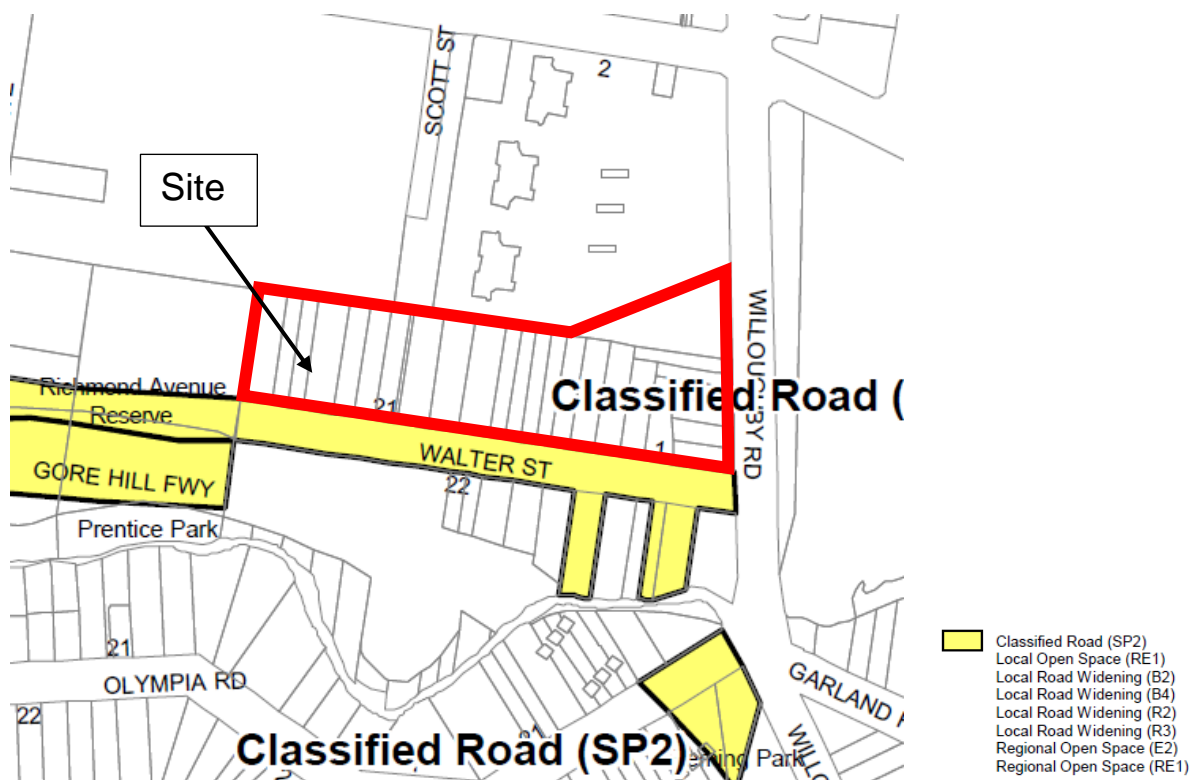 SCOTT ST
2
Site
WILLOUGHBY RD
Richmond Avenue
Reserve
21
Classified Road (
1
WALTER ST
GORE HILL FWY
22
Prentice Park
21
OLYMPIA RD
22
21
GARLAND
Classified Road (SP2)
Park
Classified Road (SP2)
Local Open Space (RE1)
Local Road Widening (B2)
Local Road Widening (B4)
Local Road Widening (R2)
Local Road Widening (R3)
Regional Open Space (E2)
Regional Open Space (RE1)